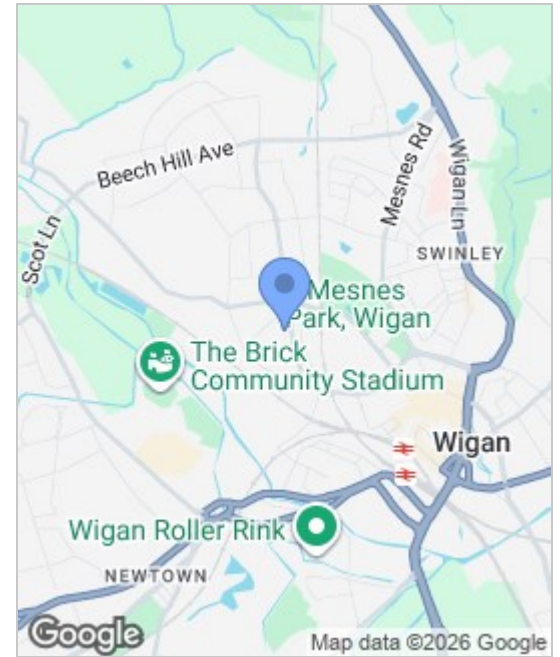 Beech Hill Ave
Mesnes Rd
Wigan Ln
Scot Ln
SWINLEY
Mesnes
Park, Wigan
The Brick
Community Stadium
Wigan
Wigan Roller Rink
NEWTOWN
Google
Map data ©2026 Google